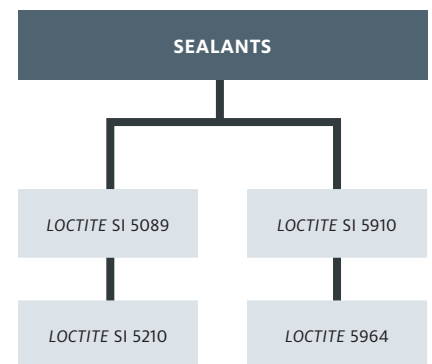 SEALANTS
LOCTITE SI 5089
LOCTITE SI 5910
LOCTITE SI 5210
LOCTITE 5964